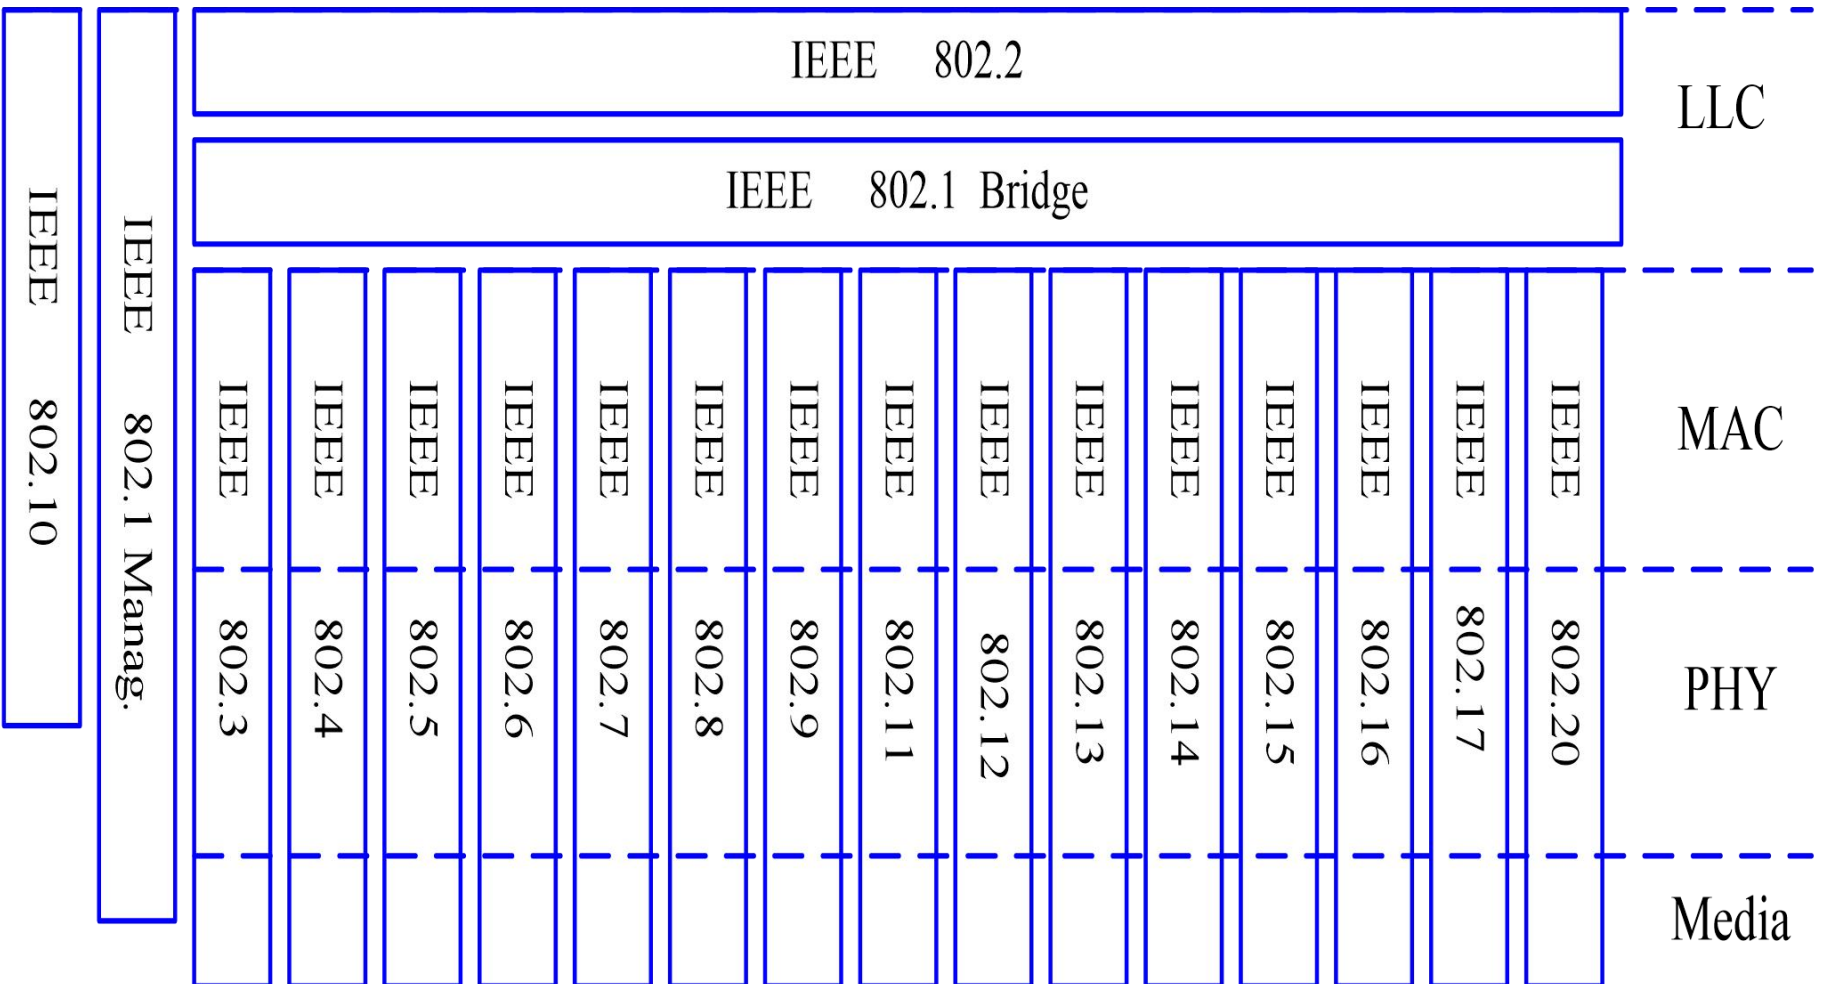 IEEE 802.2
LLC
IEEE 802.1 Bridge
IEEE 802.10
IEEE 802.1 Manag.
IEEE 802.3
IEEE 802.4
IEEE 802.5
IEEE 802.6
IEEE 802.7
IEEE 802.8
IEEE 802.9
IEEE 802.11
IEEE 802.12
IEEE 802.13
IEEE 802.14
IEEE 802.15
IEEE 802.16
IEEE 802.17
IEEE 802.20
MAC
PHY
Media